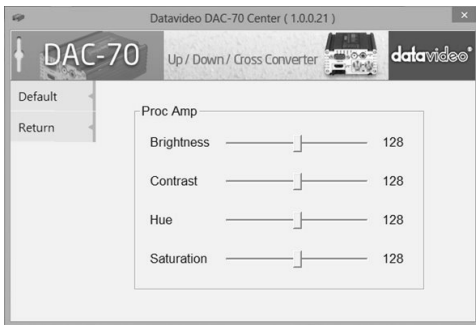 Datavideo DAC-70 Center ( 1.0.0.21 )
DAC-70
Up / Down / Cross Converter
datavideo
Default
Return
Proc Amp
Brightness 128
Contrast 128
Hue 128
Saturation 128